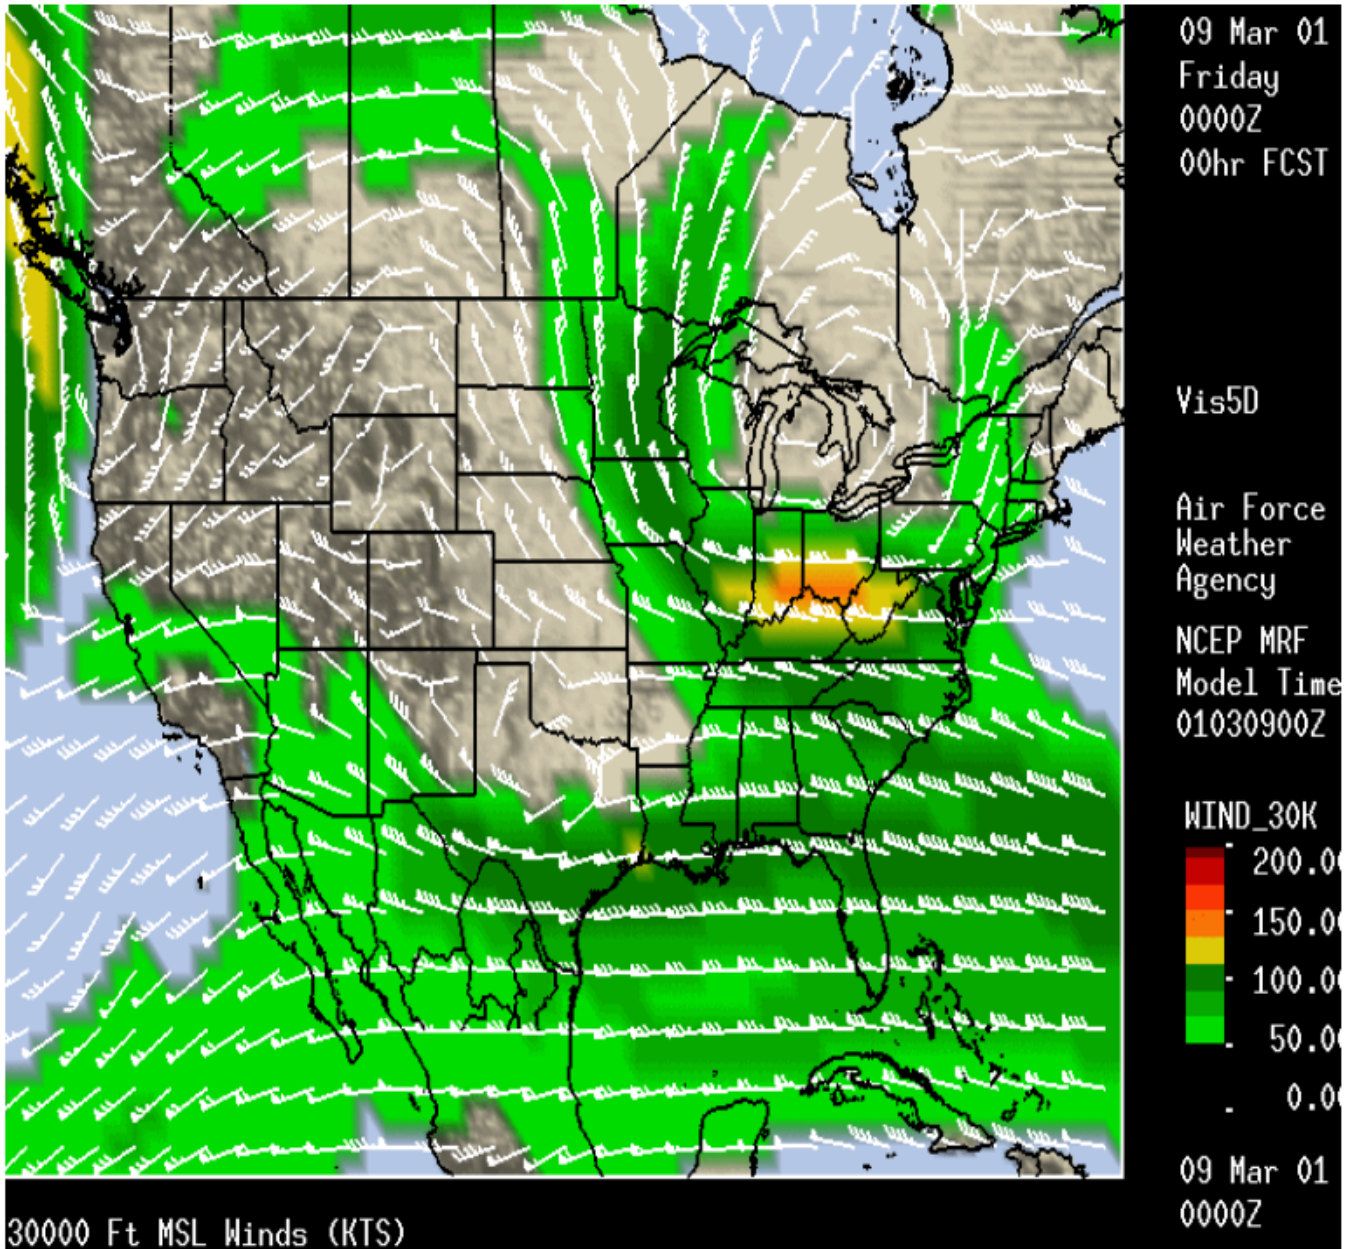 09 Mar 01
Friday
0000Z
00hr FCST
Vis5D
Air Force
Weather
Agency
NCEP MRF
Model Time
01030900Z
WIND_30K
200.0
150.0
100.0
50.0
0.0
09 Mar 01
0000Z
30000 Ft MSL Winds (KTS)